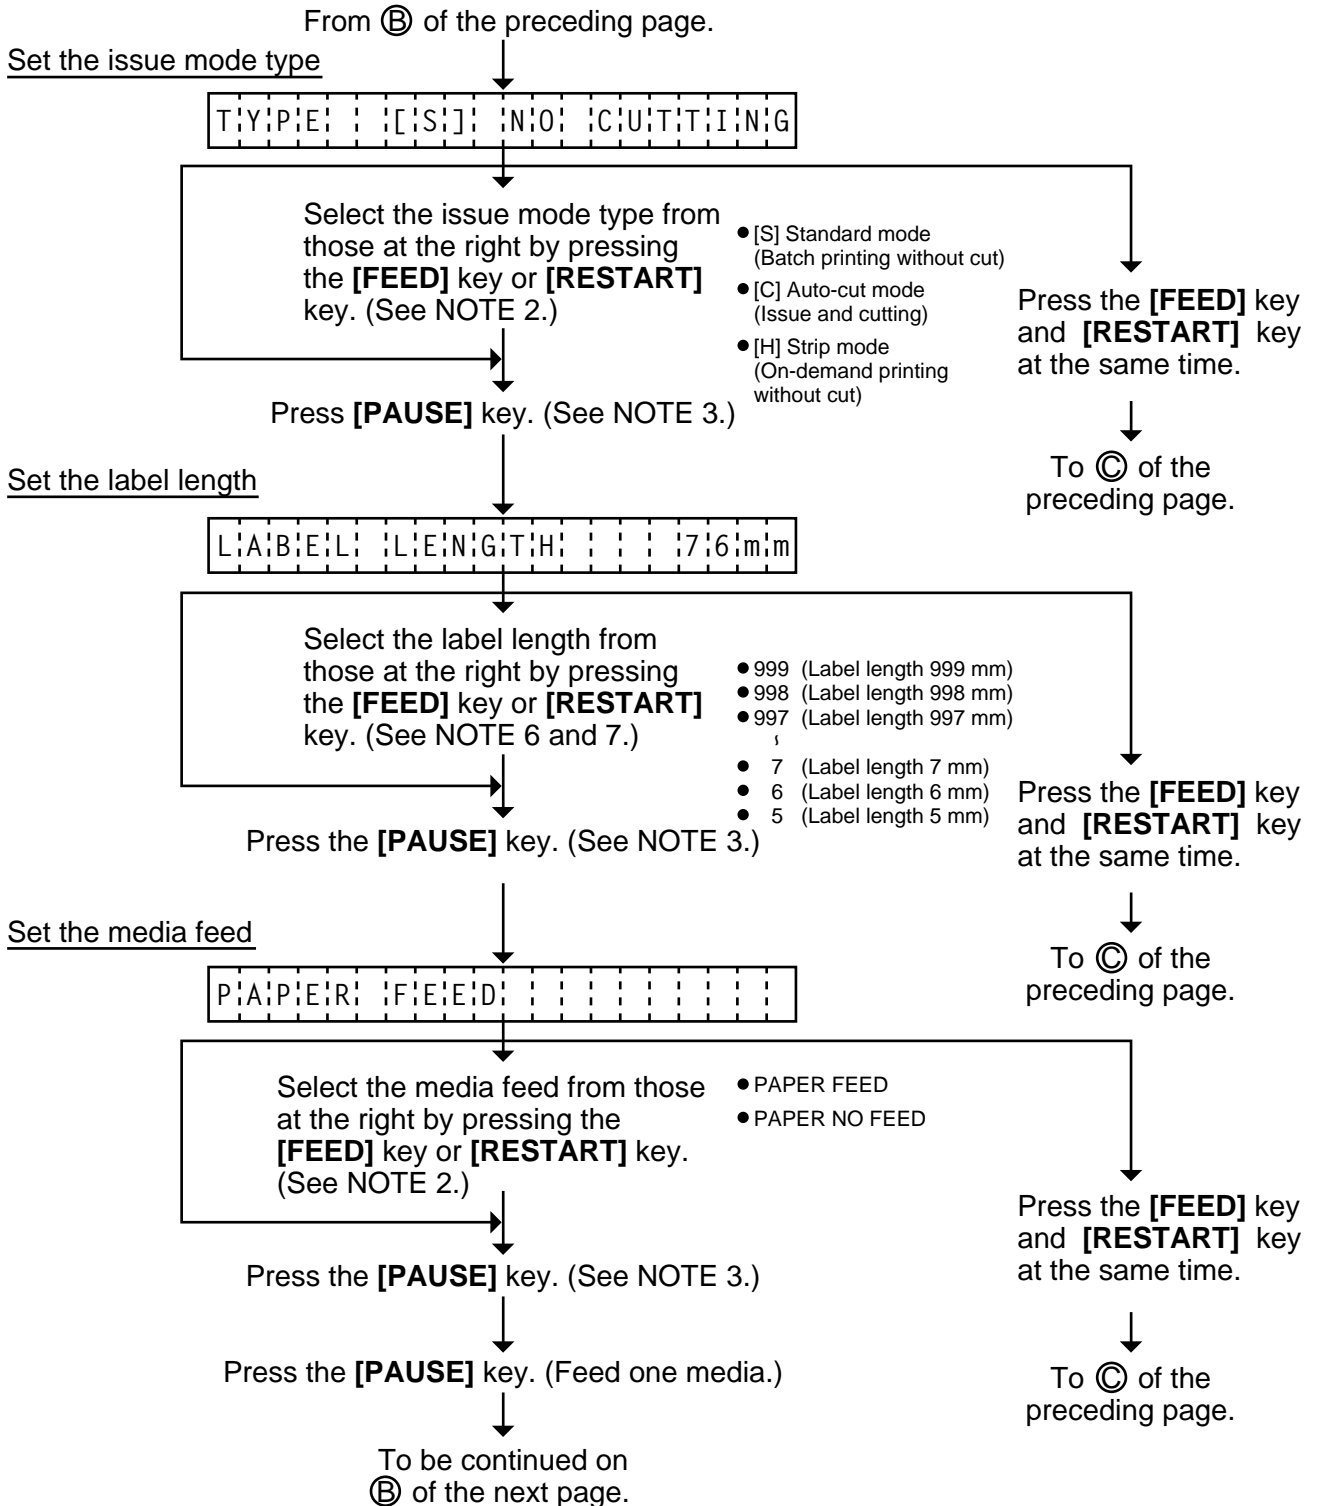 From Ⓑ of the preceding page.
Set the issue mode type
TYPE  [S] NO CUTTING
Select the issue mode type from
those at the right by pressing
the [FEED] key or [RESTART]
key. (See NOTE 2.)
● [S] Standard mode
(Batch printing without cut)
● [C] Auto-cut mode
(Issue and cutting)
● [H] Strip mode
(On-demand printing
without cut)
Press the [FEED] key
and [RESTART] key
at the same time.
Press [PAUSE] key. (See NOTE 3.)
To Ⓒ of the
preceding page.
Set the label length
LABEL LENGTH    76mm
Select the label length from
those at the right by pressing
the [FEED] key or [RESTART]
key. (See NOTE 6 and 7.)
● 999 (Label length 999 mm)
● 998 (Label length 998 mm)
● 997 (Label length 997 mm)
~
● 7 (Label length 7 mm)
● 6 (Label length 6 mm)
● 5 (Label length 5 mm)
Press the [FEED] key
and [RESTART] key
at the same time.
Press the [PAUSE] key. (See NOTE 3.)
To Ⓒ of the
preceding page.
Set the media feed
PAPER FEED
Select the media feed from those
at the right by pressing the
[FEED] key or [RESTART] key.
(See NOTE 2.)
● PAPER FEED
● PAPER NO FEED
Press the [FEED] key
and [RESTART] key
at the same time.
Press the [PAUSE] key. (See NOTE 3.)
Press the [PAUSE] key. (Feed one media.)
To Ⓒ of the
preceding page.
To be continued on
Ⓑ of the next page.